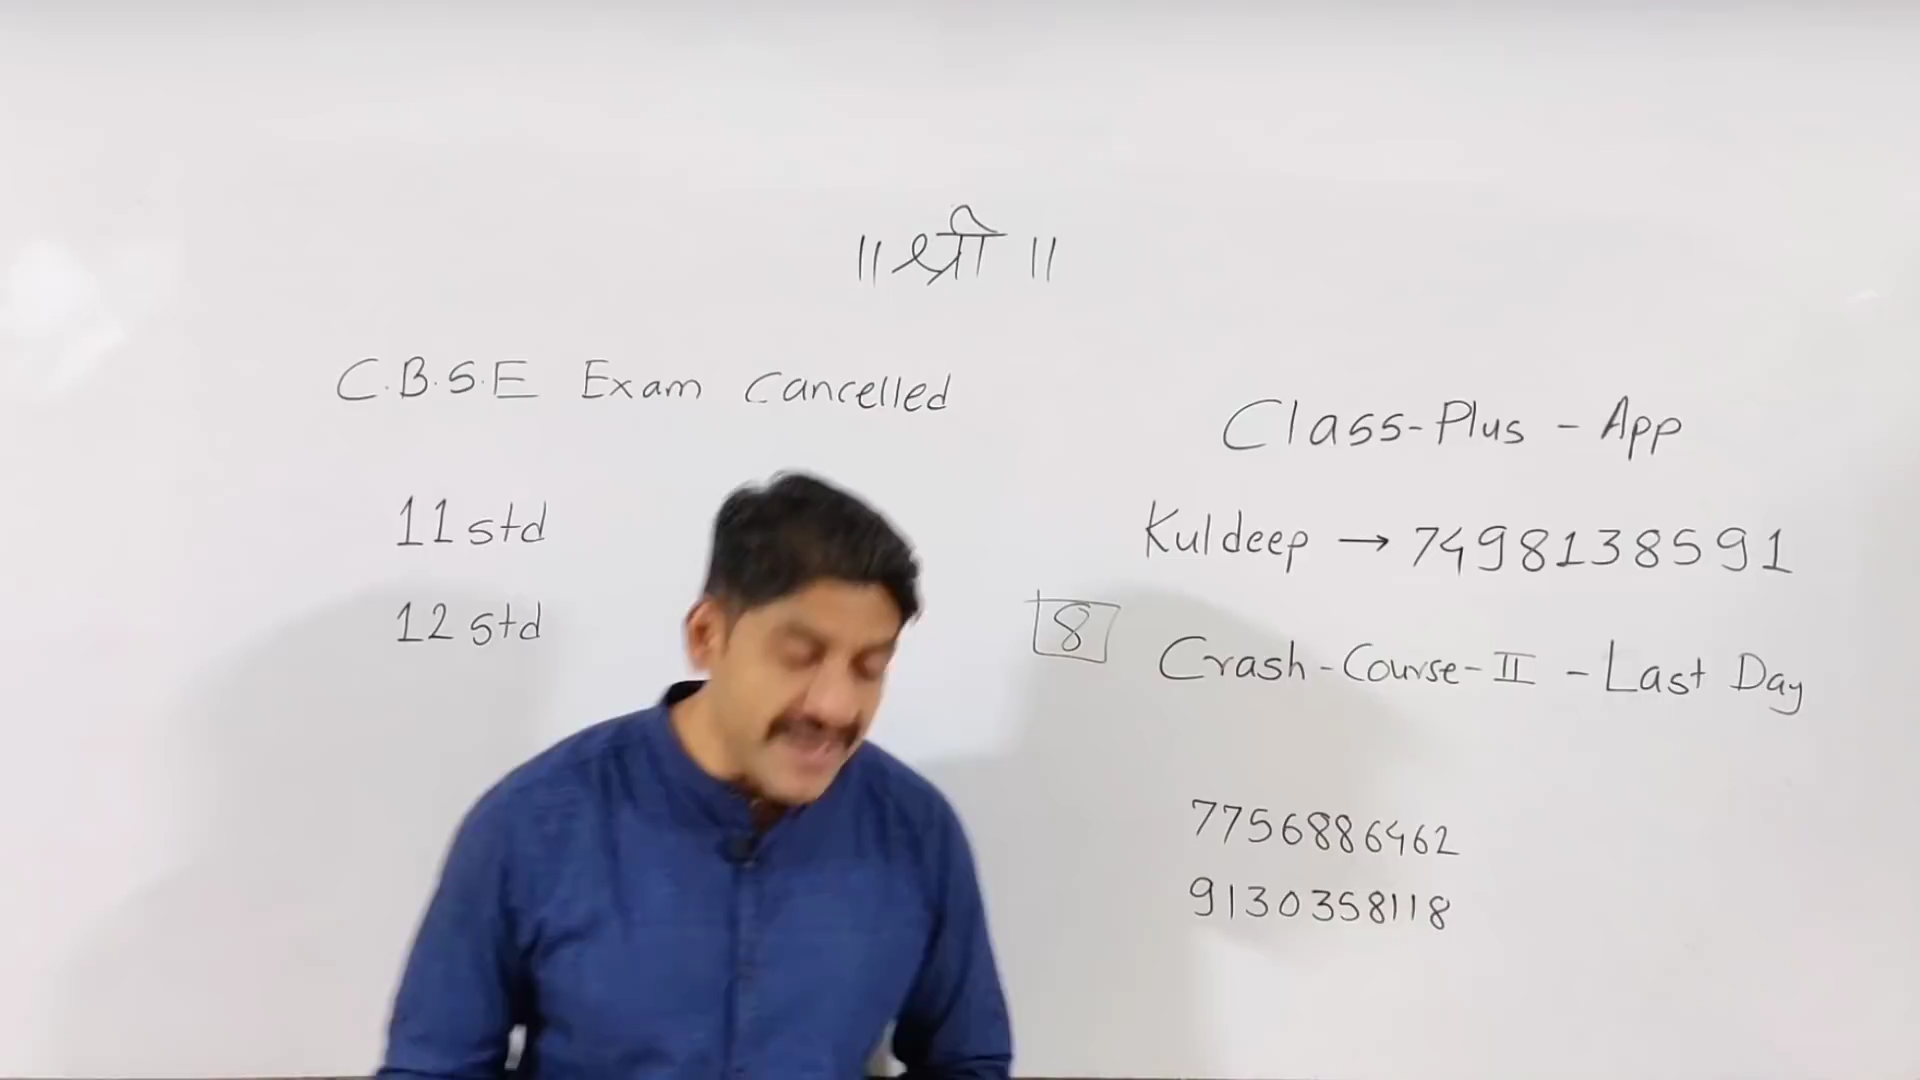 ॥ श्री ॥
C.B.S.E Exam Cancelled
11 std
12 std
Class-Plus - App
Kuldeep → 7498138591
8
Crash-Course-II - Last Day
7756886462
9130358118